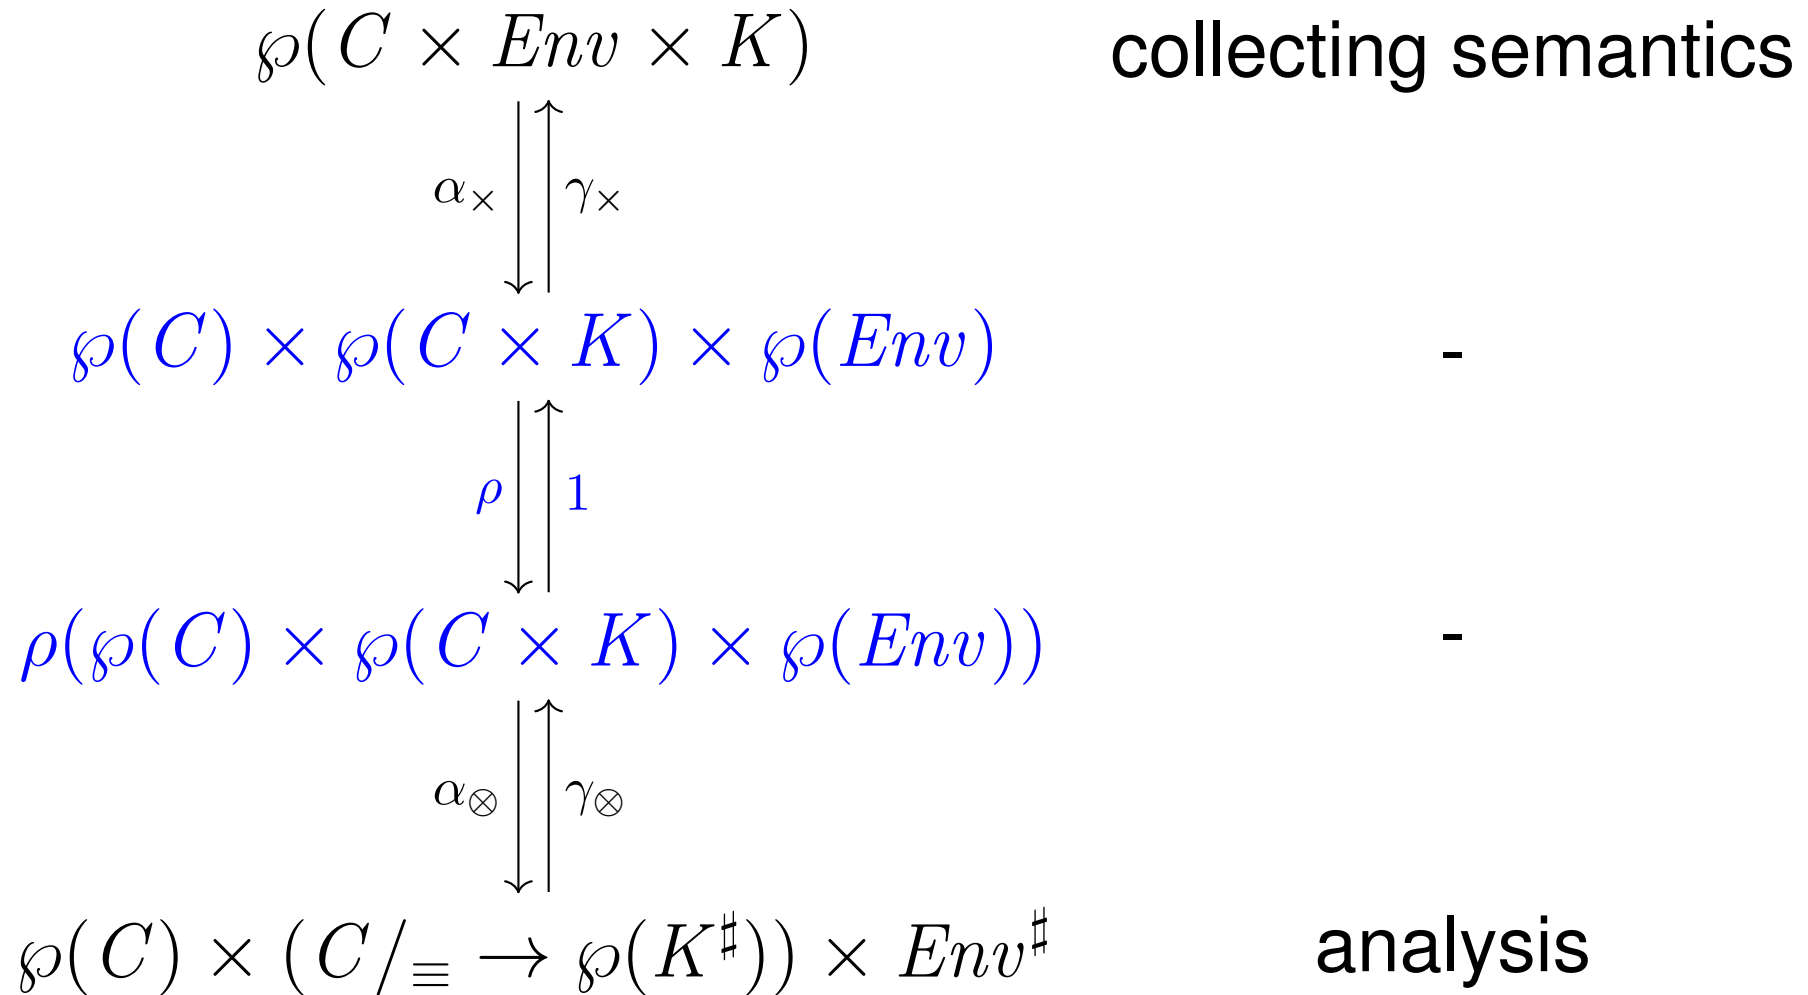 ℘(C × Env × K) collecting semantics
α× γ×
℘(C) × ℘(C × K) × ℘(Env) -
ρ 1
ρ(℘(C) × ℘(C × K) × ℘(Env)) -
α⊗ γ⊗
℘(C) × (C/≡ → ℘(K♯)) × Env♯ analysis